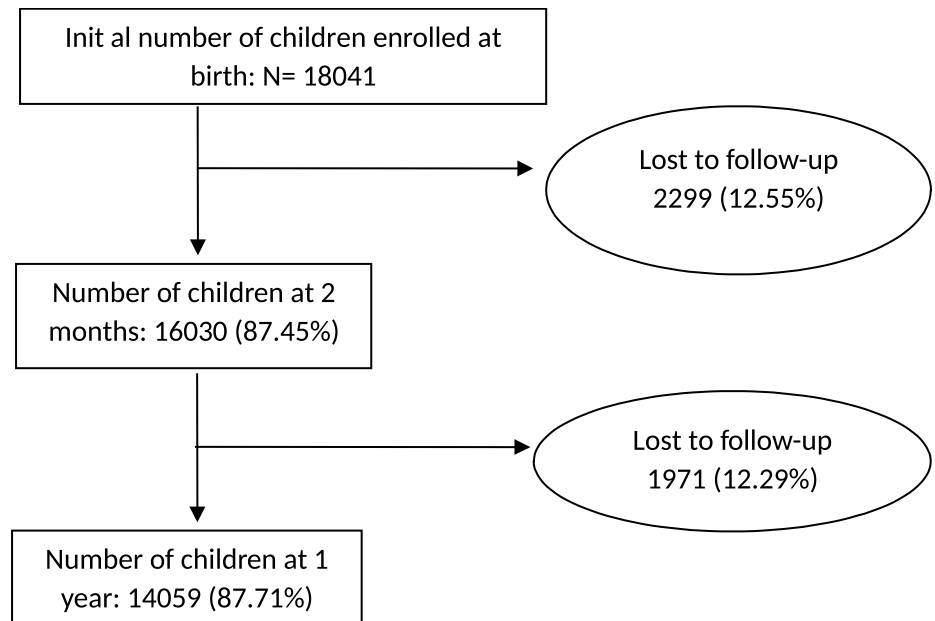 Init al number of children enrolled at
birth: N= 18041
Lost to follow-up
2299 (12.55%)
Number of children at 2
months: 16030 (87.45%)
Lost to follow-up
1971 (12.29%)
Number of children at 1
year: 14059 (87.71%)